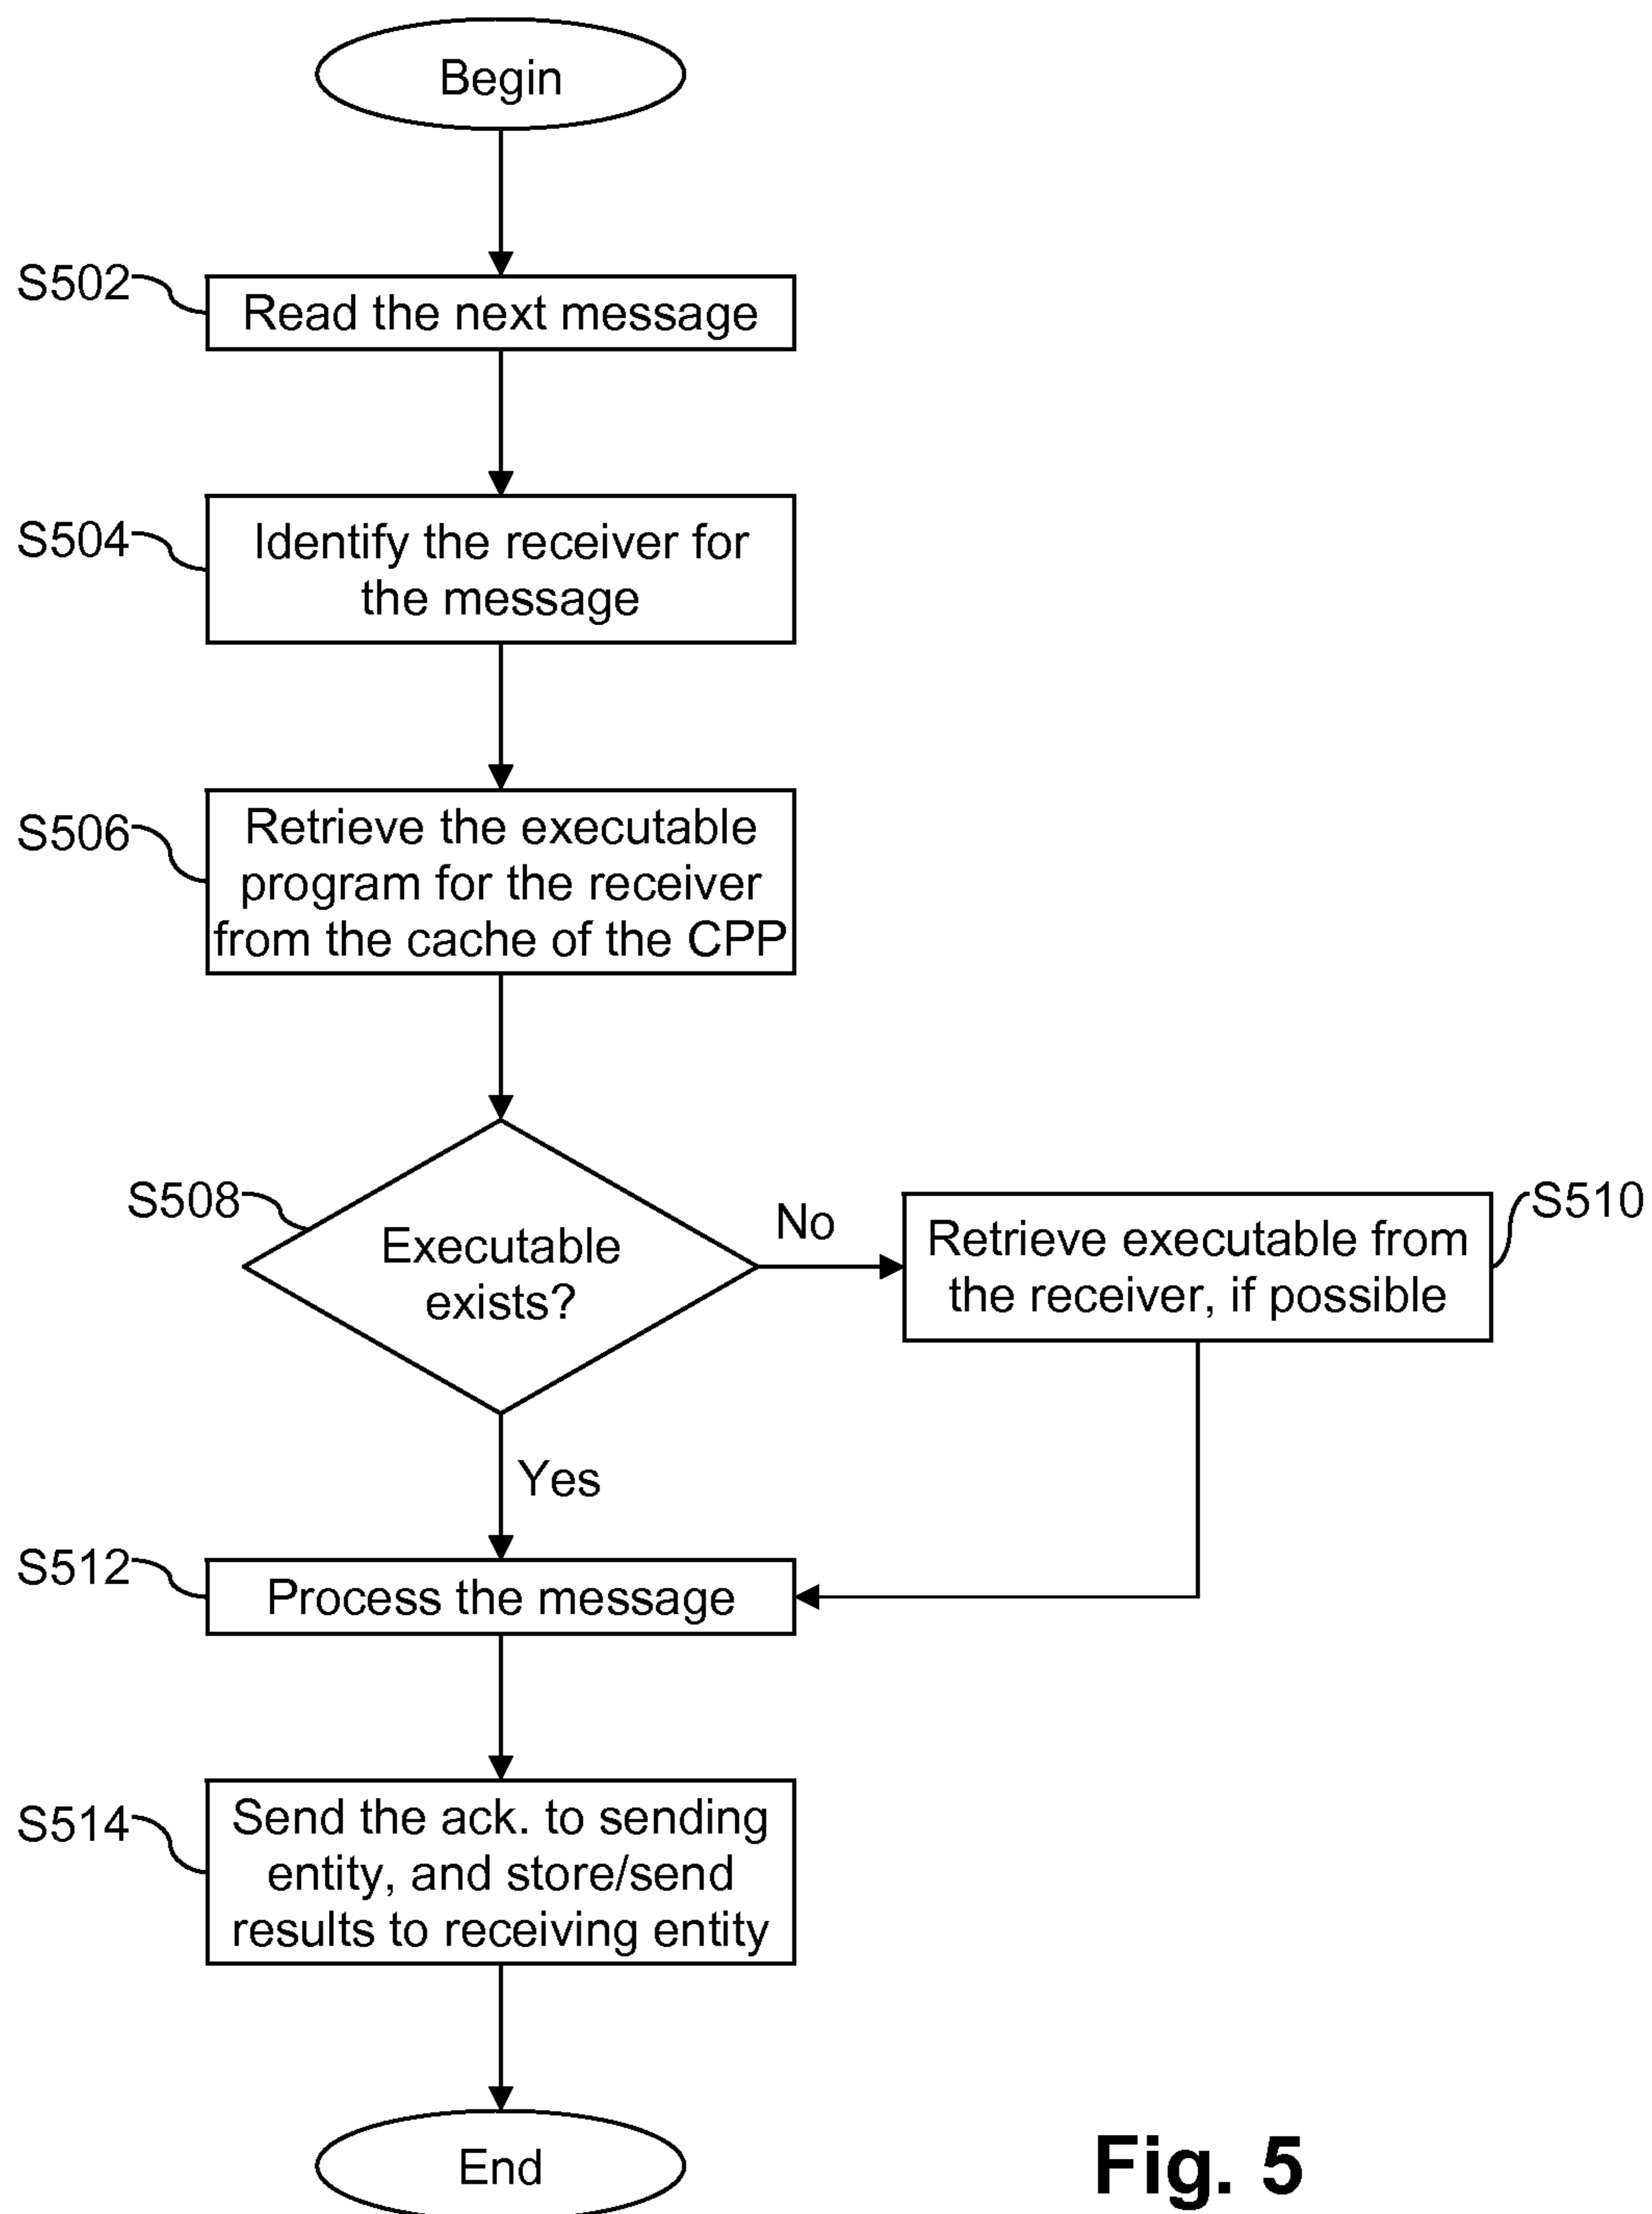 Begin
S502
Read the next message
S504
Identify the receiver for
the message
S506
Retrieve the executable
program for the receiver
from the cache of the CPP
S508
Executable
exists?
No
Retrieve executable from
the receiver, if possible
S510
Yes
S512
Process the message
S514
Send the ack. to sending
entity, and store/send
results to receiving entity
End
Fig. 5